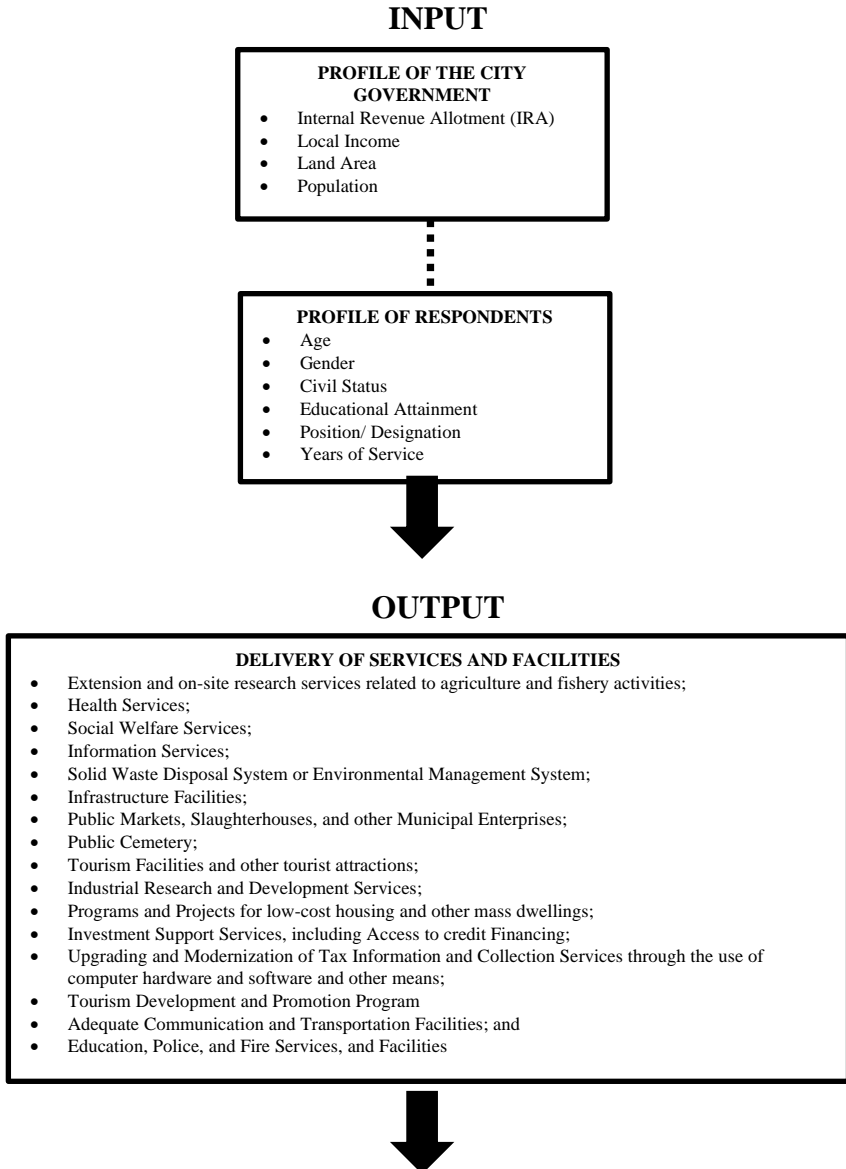 INPUT
PROFILE OF THE CITY
GOVERNMENT
• Internal Revenue Allotment (IRA)
• Local Income
• Land Area
• Population
PROFILE OF RESPONDENTS
• Age
• Gender
• Civil Status
• Educational Attainment
• Position/ Designation
• Years of Service
OUTPUT
DELIVERY OF SERVICES AND FACILITIES
• Extension and on-site research services related to agriculture and fishery activities;
• Health Services;
• Social Welfare Services;
• Information Services;
• Solid Waste Disposal System or Environmental Management System;
• Infrastructure Facilities;
• Public Markets, Slaughterhouses, and other Municipal Enterprises;
• Public Cemetery;
• Tourism Facilities and other tourist attractions;
• Industrial Research and Development Services;
• Programs and Projects for low-cost housing and other mass dwellings;
• Investment Support Services, including Access to credit Financing;
• Upgrading and Modernization of Tax Information and Collection Services through the use of
computer hardware and software and other means;
• Tourism Development and Promotion Program
• Adequate Communication and Transportation Facilities; and
• Education, Police, and Fire Services, and Facilities